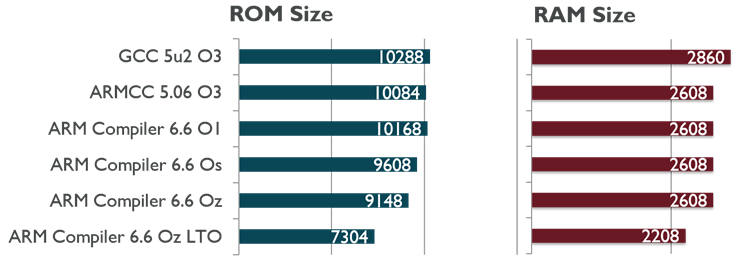 ROM Size RAM Size
GCC 5u2 O3 10288 2860
ARMCC 5.06 O3 10084 2608
ARM Compiler 6.6 O1 10168 2608
ARM Compiler 6.6 Os 9608 2608
ARM Compiler 6.6 Oz 9148 2608
ARM Compiler 6.6 Oz LTO 7304 2208